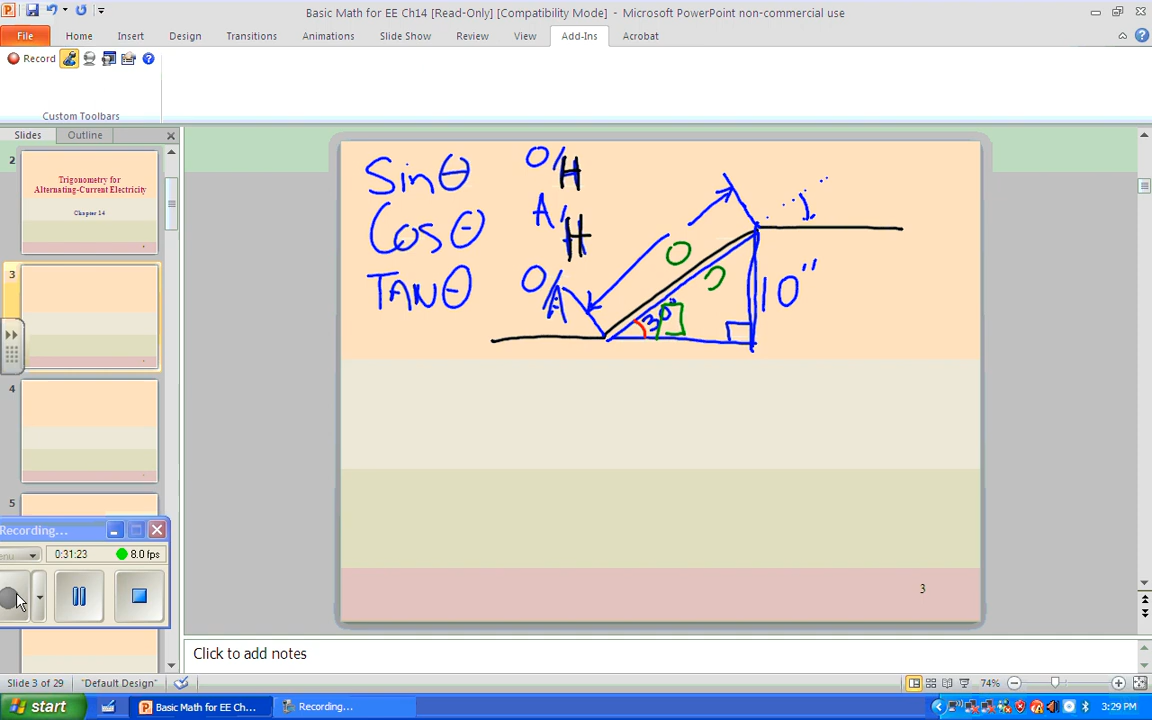 Basic Math for EE Ch14 [Read-Only] [Compatibility Mode] - Microsoft PowerPoint non-commercial use
File Home Insert Design Transitions Animations Slide Show Review View Add-Ins Acrobat
Record
Custom Toolbars
Slides Outline
2
Trigonometry for
Alternating-Current Electricity
Chapter 14
3
4
5
Recording...
0:31:23 8.0 fps
Sinθ O/H
Cosθ A/H
TANθ O/A
10"
30°
3
Click to add notes
Slide 3 of 29 "Default Design" 74%
start Basic Math for EE Ch... Recording... 3:29 PM